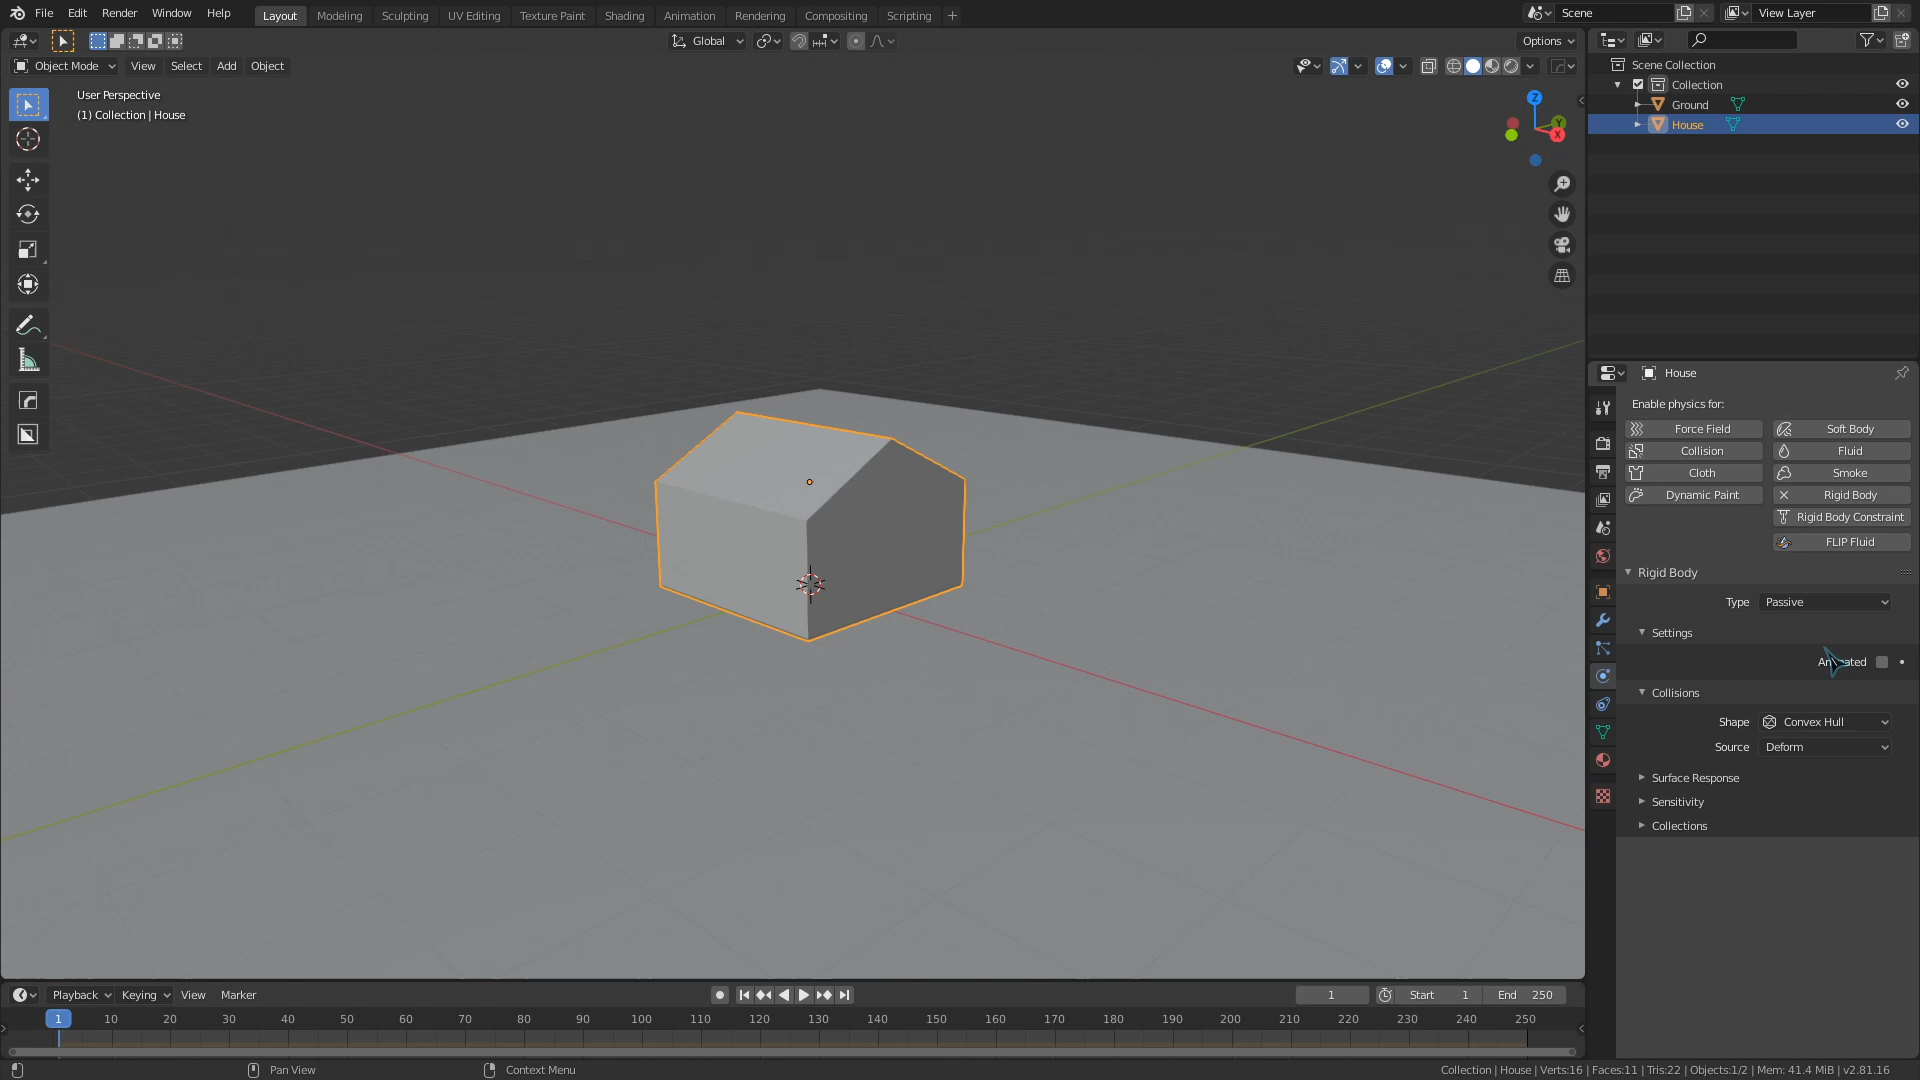 File Edit Render Window Help Layout Modeling Sculpting UV Editing Texture Paint Shading Animation Rendering Compositing Scripting + Scene View Layer
Global Options
Object Mode View Select Add Object
User Perspective
(1) Collection | House
Z
Y
X
Scene Collection
Collection
Ground
House
House
Enable physics for:
Force Field Soft Body
Collision Fluid
Cloth Smoke
Dynamic Paint Rigid Body
Rigid Body Constraint
FLIP Fluid
Rigid Body
Type Passive
Settings
Animated
Collisions
Shape Convex Hull
Source Deform
Surface Response
Sensitivity
Collections
Playback Keying View Marker 1 Start 1 End 250
1 10 20 30 40 50 60 70 80 90 100 110 120 130 140 150 160 170 180 190 200 210 220 230 240 250
Pan View Context Menu Collection | House | Verts:16 | Faces:11 | Tris:22 | Objects:1/2 | Mem: 41.4 MiB | v2.81.16